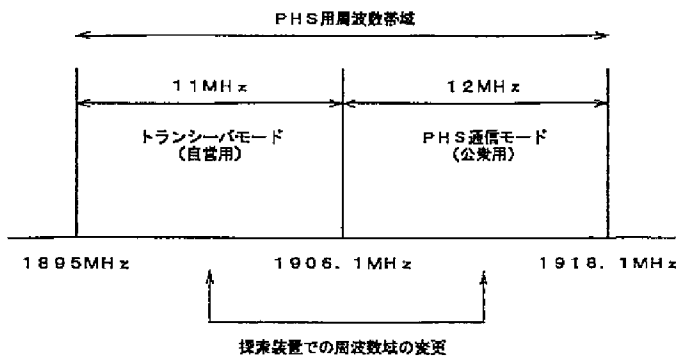 PHS用周波数帯域
11MHz
12MHz
トランシーバモード
(自営用)
PHS通信モード
(公衆用)
1895MHz
1906.1MHz
1918.1MHz
探索装置での周波数域の変更